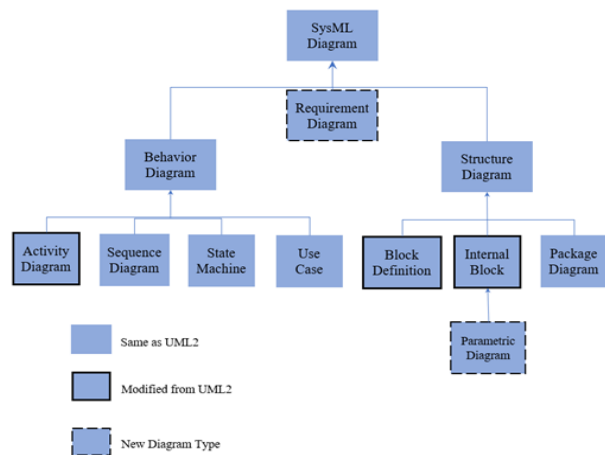 SysML
Diagram
Requirement
Diagram
Behavior
Diagram
Structure
Diagram
Activity
Diagram
Sequence
Diagram
State
Machine
Use
Case
Block
Definition
Internal
Block
Package
Diagram
Parametric
Diagram
Same as UML2
Modified from UML2
New Diagram Type